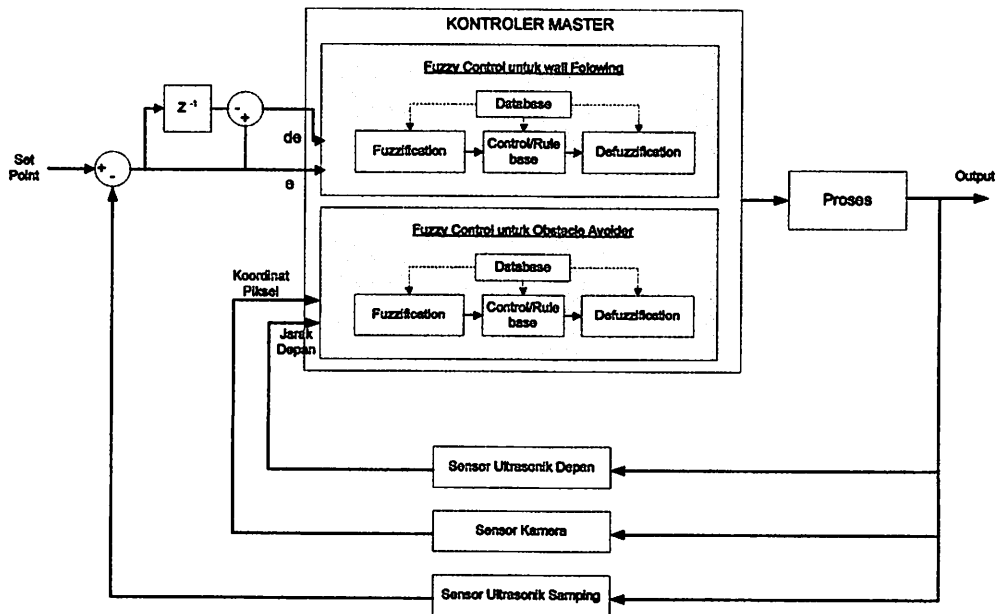 KONTROLER MASTER
Fuzzy Control untuk wall Folowing
Database
Fuzzification
Control/Rule
base
Defuzzification
Z⁻¹
-
+
de
e
Set
Point
+
-
Proses
Output
Fuzzy Control untuk Obstacle Avoider
Database
Fuzzification
Control/Rule
base
Defuzzification
Koordinat
Piksel
Jarak
Depan
Sensor Ultrasonik Depan
Sensor Kamera
Sensor Ultrasonik Samping